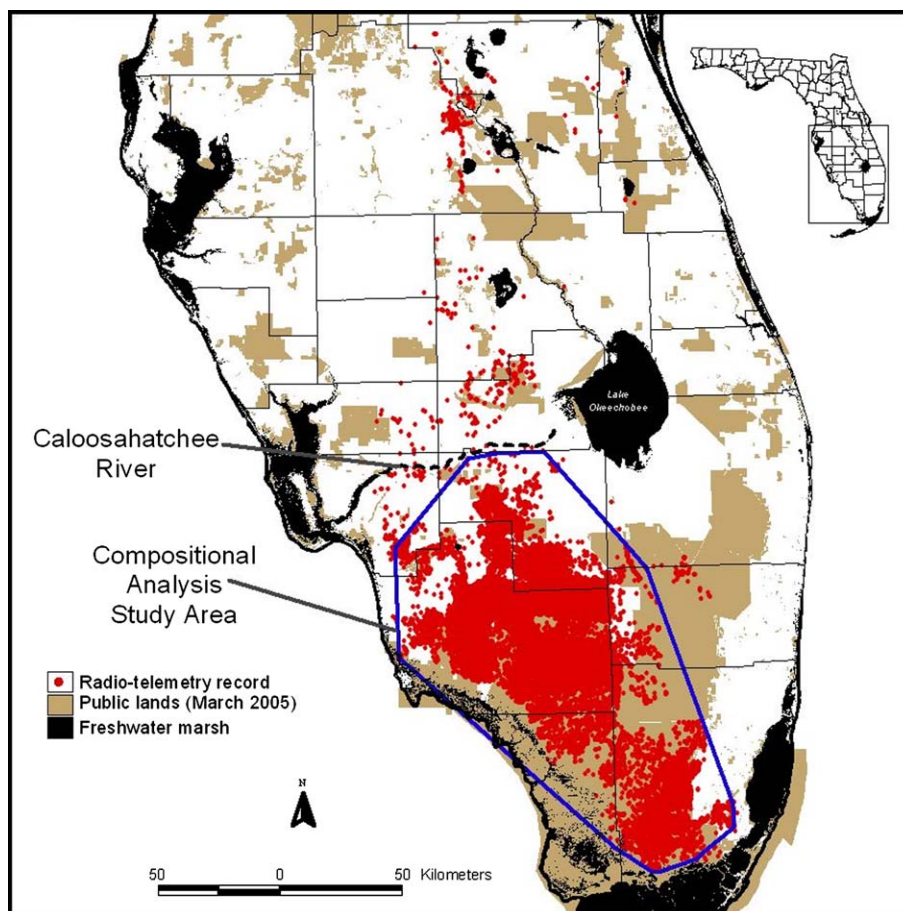 Lake
Okeechobee
Caloosahatchee
River
Compositional
Analysis
Study Area
Radio-telemetry record
Public lands (March 2005)
Freshwater marsh
N
50
0
50 Kilometers